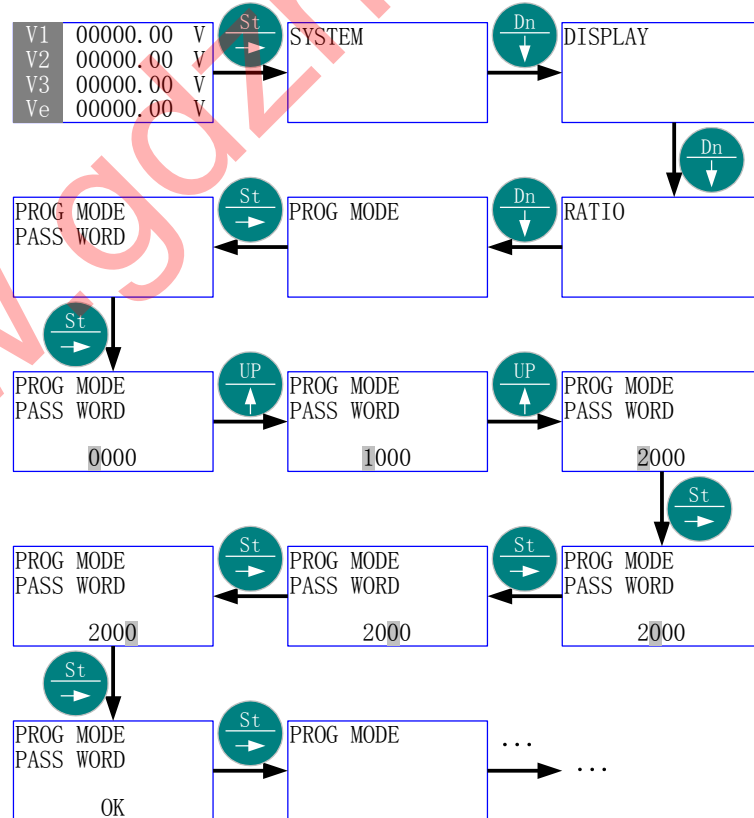 V1 00000.00 V
V2 00000.00 V
V3 00000.00 V
Ve 00000.00 V
St
SYSTEM
Dn
DISPLAY
Dn
PROG MODE
PASS WORD
St
PROG MODE
Dn
RATIO
St
PROG MODE
PASS WORD
0000
UP
PROG MODE
PASS WORD
1000
UP
PROG MODE
PASS WORD
2000
St
PROG MODE
PASS WORD
2000
St
PROG MODE
PASS WORD
2000
St
PROG MODE
PASS WORD
2000
St
PROG MODE
PASS WORD
OK
St
PROG MODE
...
...